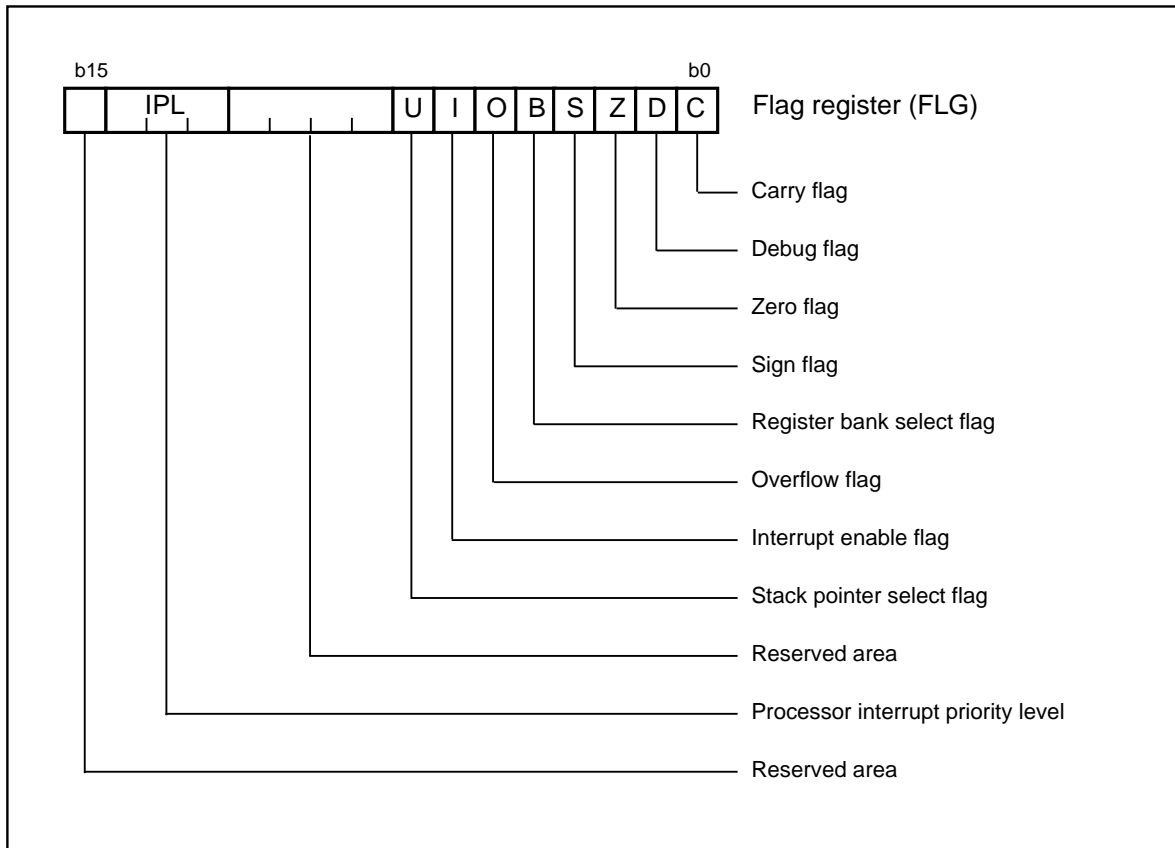 b15 b0
IPL U I O B S Z D C Flag register (FLG)
Carry flag
Debug flag
Zero flag
Sign flag
Register bank select flag
Overflow flag
Interrupt enable flag
Stack pointer select flag
Reserved area
Processor interrupt priority level
Reserved area